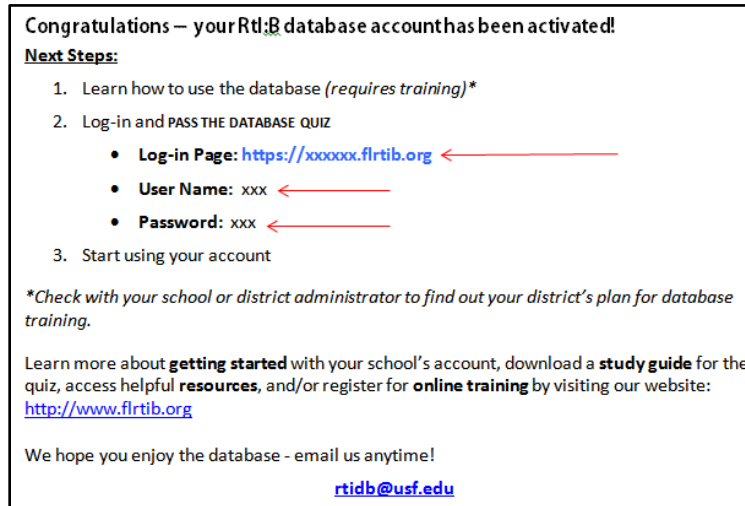 Congratulations – your RtI:B database account has been activated!
Next Steps:
1. Learn how to use the database (requires training)*
2. Log-in and PASS THE DATABASE QUIZ
• Log-in Page: https://xxxxxx.flrtib.org
• User Name: xxx
• Password: xxx
3. Start using your account
*Check with your school or district administrator to find out your district's plan for database
training.
Learn more about getting started with your school's account, download a study guide for the
quiz, access helpful resources, and/or register for online training by visiting our website:
http://www.flrtib.org
We hope you enjoy the database - email us anytime!
rtidb@usf.edu